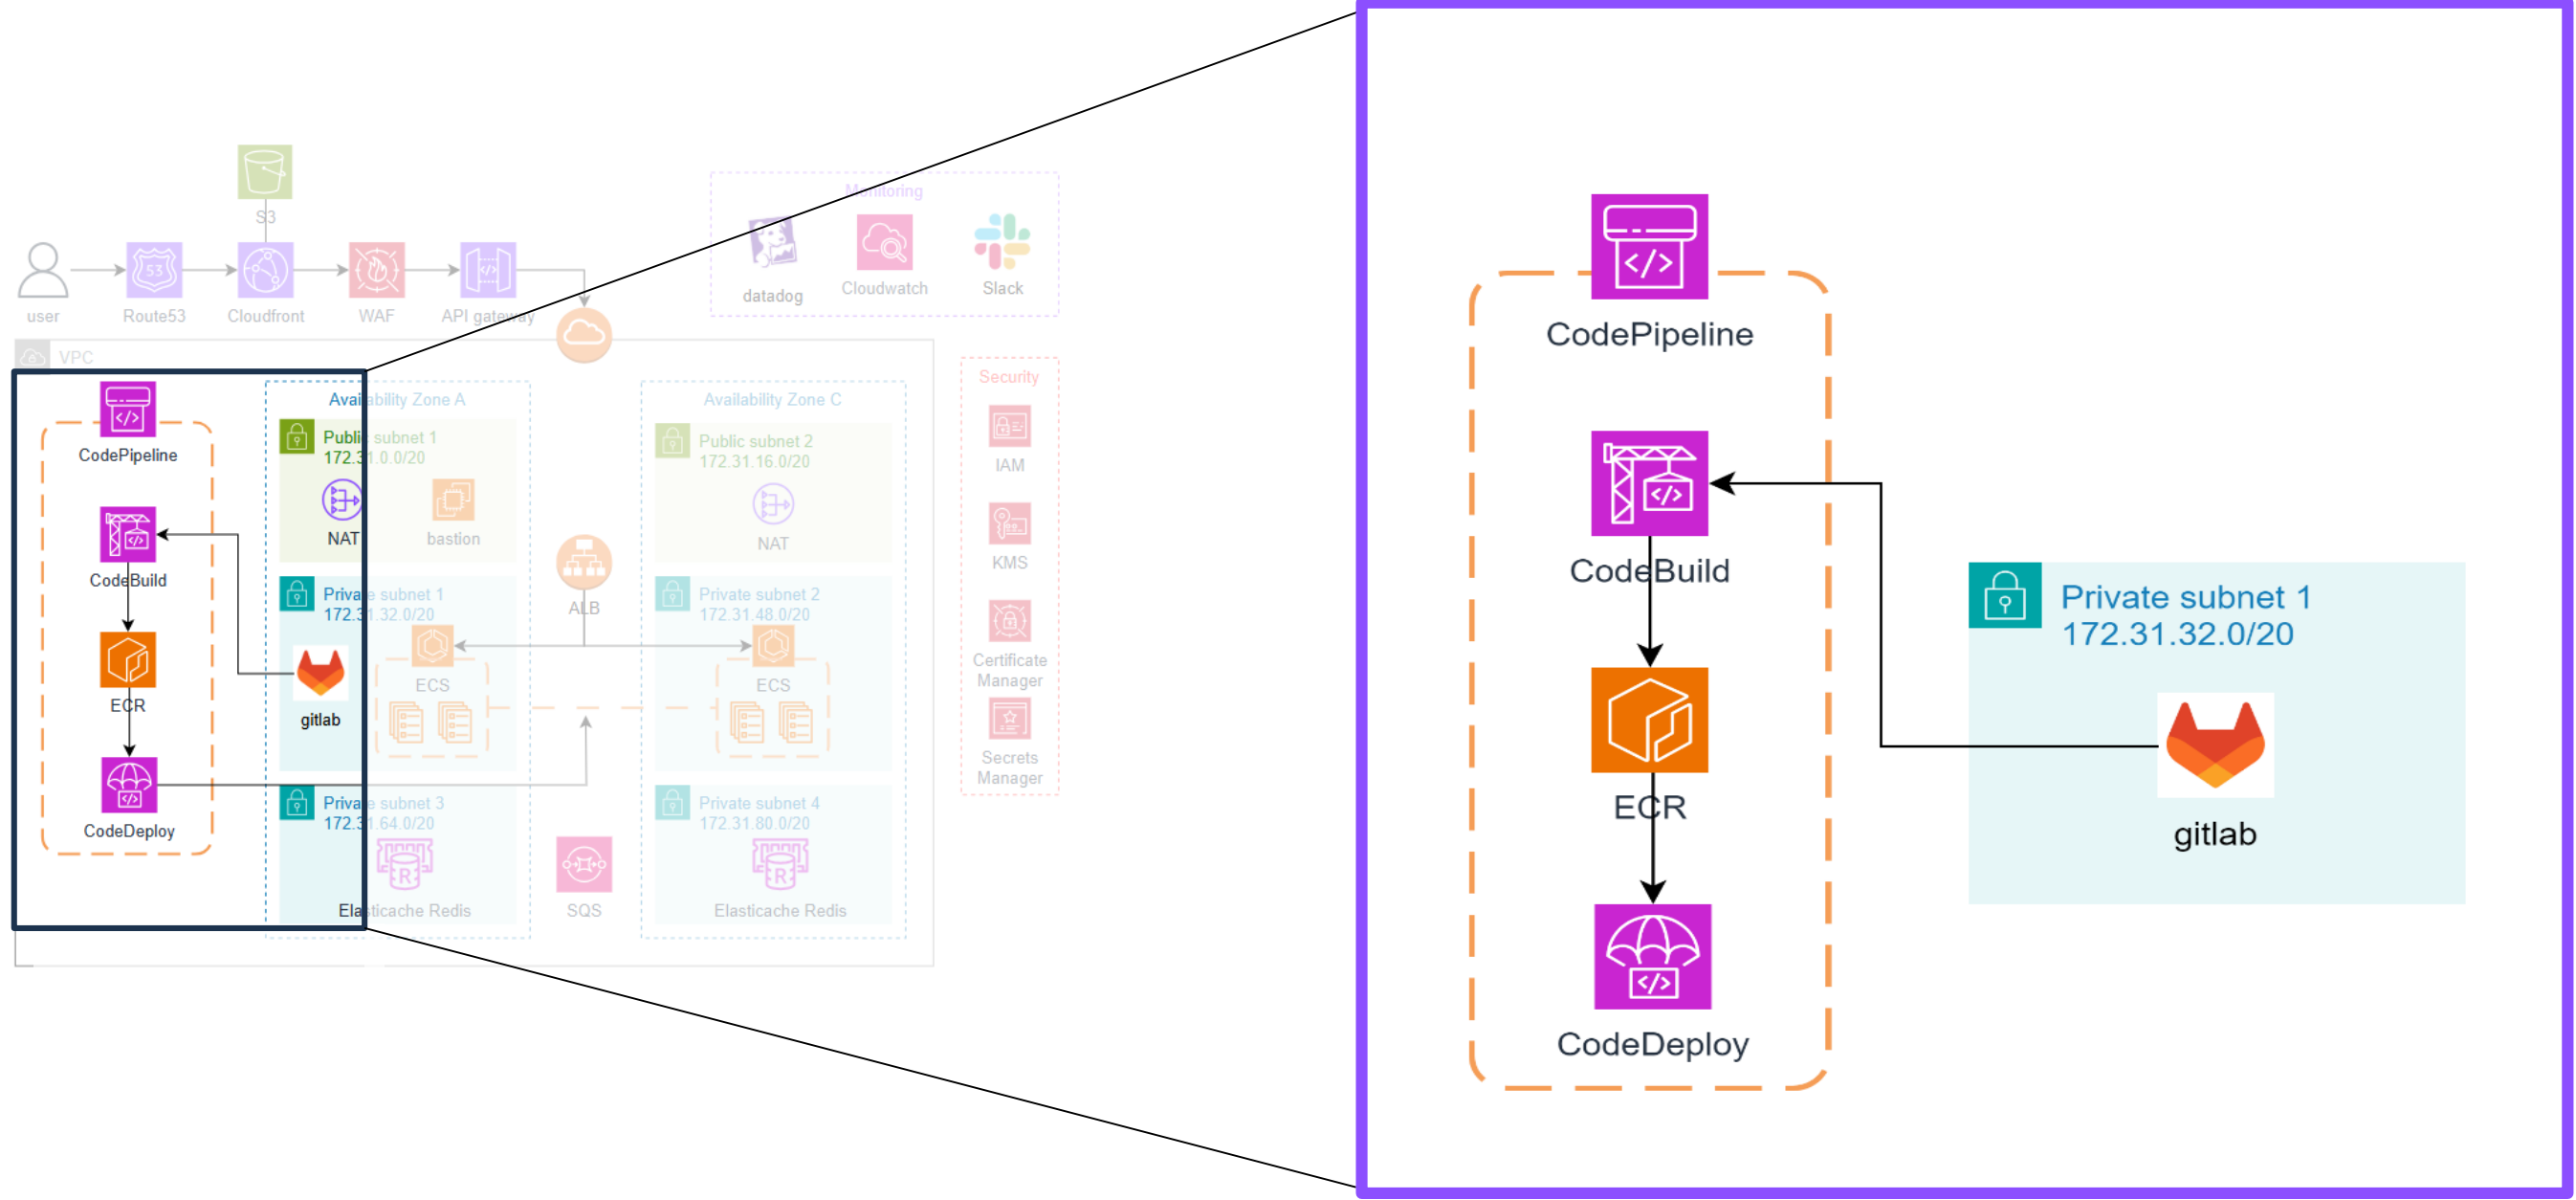 S3
user
Route53
53
Cloudfront
WAF
API gateway
Monitoring
datadog
Cloudwatch
Slack
VPC
CodePipeline
CodeBuild
ECR
CodeDeploy
Availability Zone A
Public subnet 1
172.31.0.0/20
NAT
bastion
Private subnet 1
172.31.32.0/20
gitlab
ECS
Private subnet 3
172.31.64.0/20
R
Elasticache Redis
ALB
SQS
Availability Zone C
Public subnet 2
172.31.16.0/20
NAT
Private subnet 2
172.31.48.0/20
ECS
Private subnet 4
172.31.80.0/20
R
Elasticache Redis
Security
IAM
KMS
Certificate
Manager
Secrets
Manager
CodePipeline
CodeBuild
ECR
CodeDeploy
Private subnet 1
172.31.32.0/20
gitlab